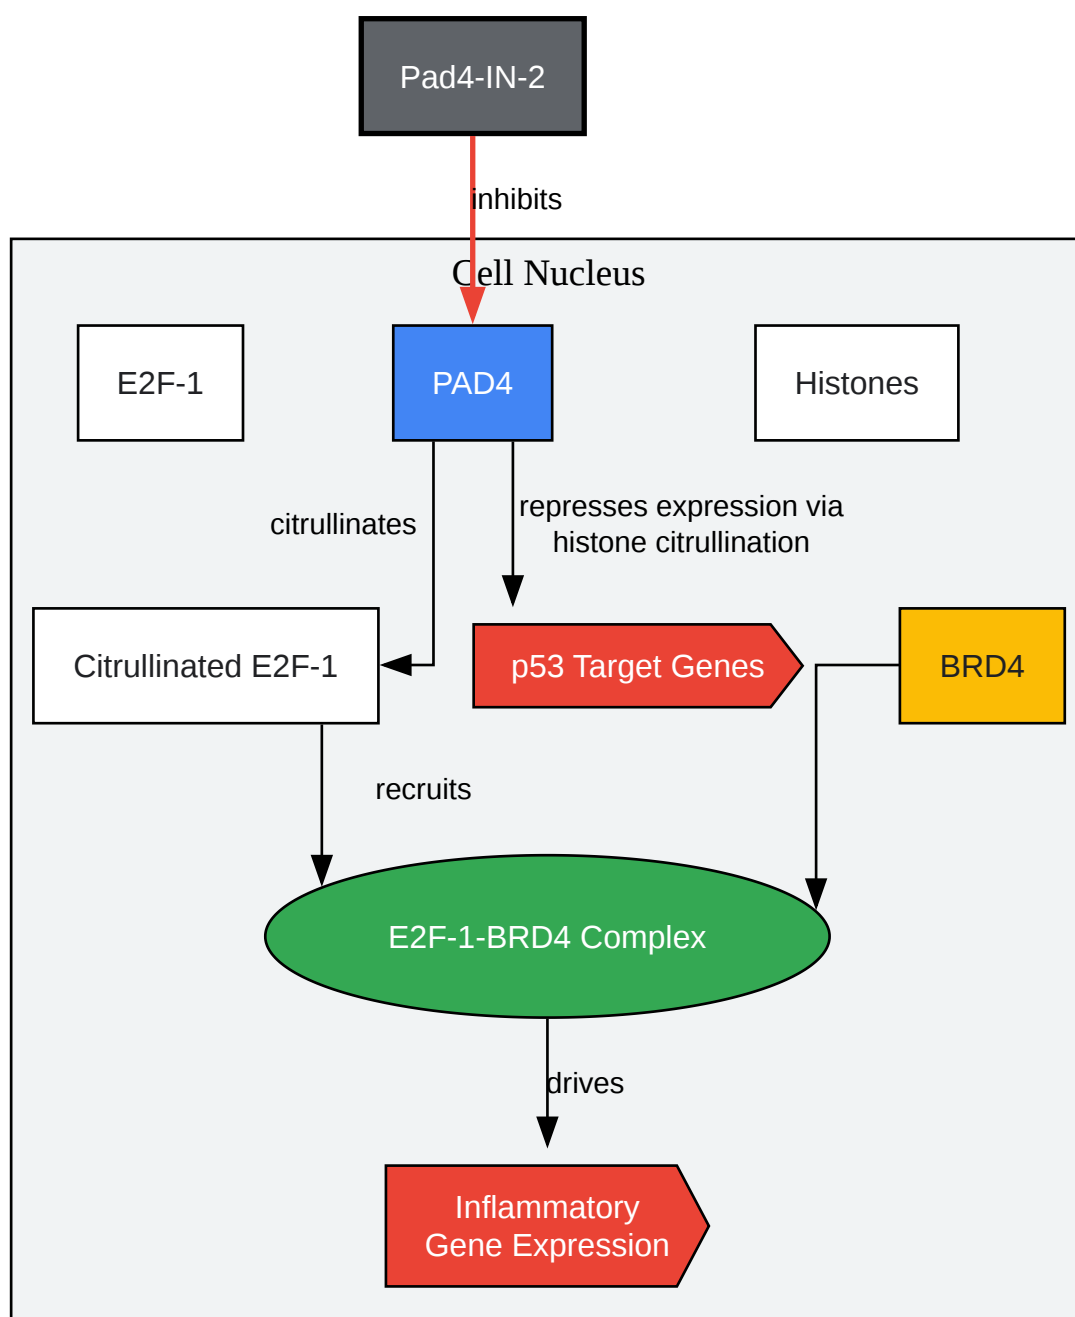 Pad4-IN-2
inhibits
Cell Nucleus
E2F-1
PAD4
Histones
citrullinates
represses expression via
histone citrullination
Citrullinated E2F-1
p53 Target Genes
BRD4
recruits
E2F-1-BRD4 Complex
drives
Inflammatory
Gene Expression